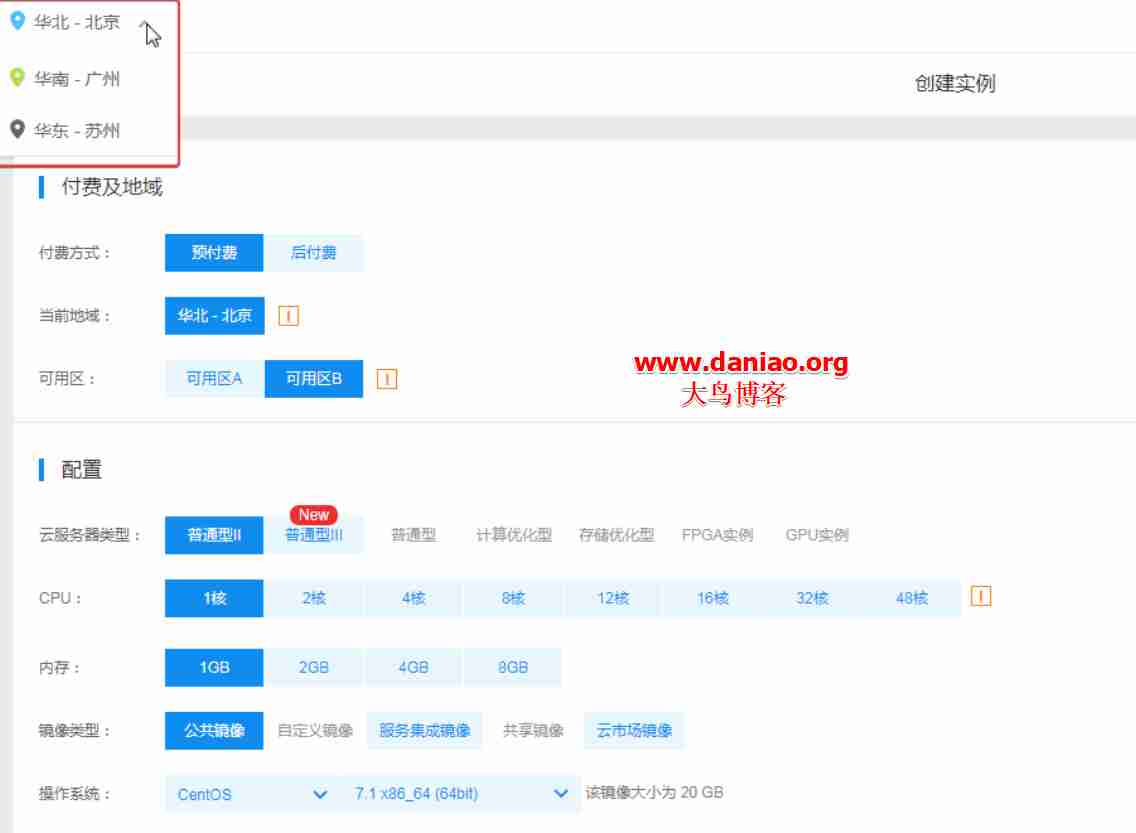 华北 - 北京
华南 - 广州
华东 - 苏州
创建实例
付费及地域
付费方式： 预付费 后付费
当前地域： 华北 - 北京
可用区： 可用区A 可用区B
www.daniao.org
大鸟博客
配置
New
云服务器类型： 普通型II 普通型III 普通型 计算优化型 存储优化型 FPGA实例 GPU实例
CPU： 1核 2核 4核 8核 12核 16核 32核 48核
内存： 1GB 2GB 4GB 8GB
镜像类型： 公共镜像 自定义镜像 服务集成镜像 共享镜像 云市场镜像
操作系统： CentOS 7.1 x86_64 (64bit) 该镜像大小为 20 GB